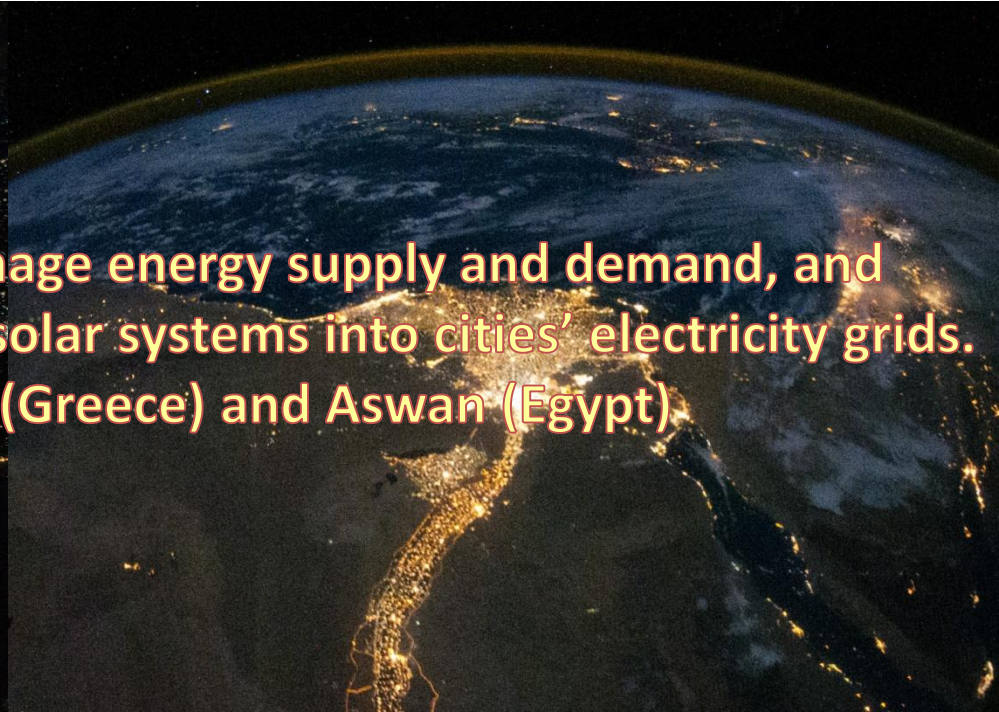 age energy supply and demand, and
solar systems into cities’ electricity grids.
(Greece) and Aswan (Egypt)